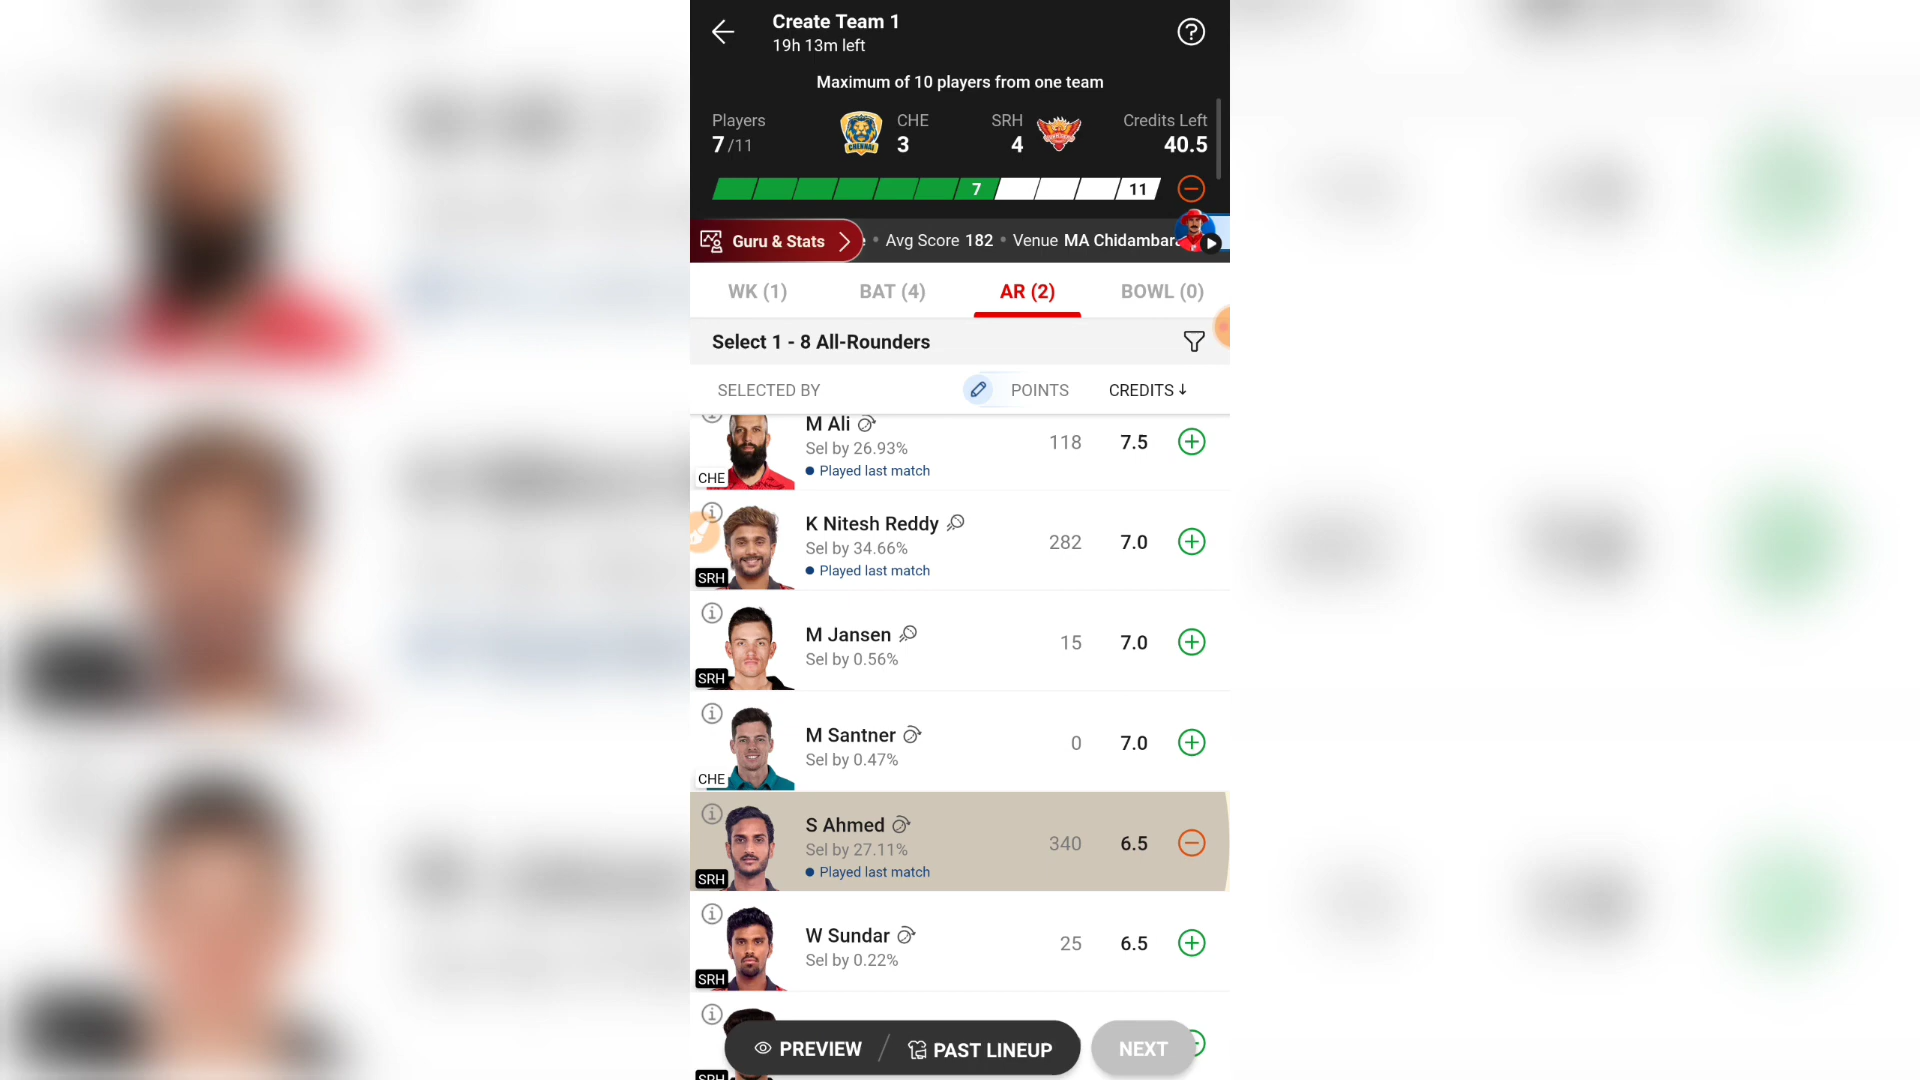 Create Team 1
19h 13m left
Maximum of 10 players from one team
Players
7 /11
CHENNAI
CHE
3
SRH
4
Credits Left
40.5
7
11
Guru & Stats
Avg Score 182 • Venue MA Chidambar
WK (1)
BAT (4)
AR (2)
BOWL (0)
Select 1 - 8 All-Rounders
SELECTED BY
POINTS
CREDITS ↓
M Ali
Sel by 26.93%
Played last match
CHE
118
7.5
K Nitesh Reddy
Sel by 34.66%
Played last match
SRH
282
7.0
M Jansen
Sel by 0.56%
SRH
15
7.0
M Santner
Sel by 0.47%
CHE
0
7.0
S Ahmed
Sel by 27.11%
Played last match
SRH
340
6.5
W Sundar
Sel by 0.22%
SRH
25
6.5
PREVIEW
PAST LINEUP
NEXT
SRH